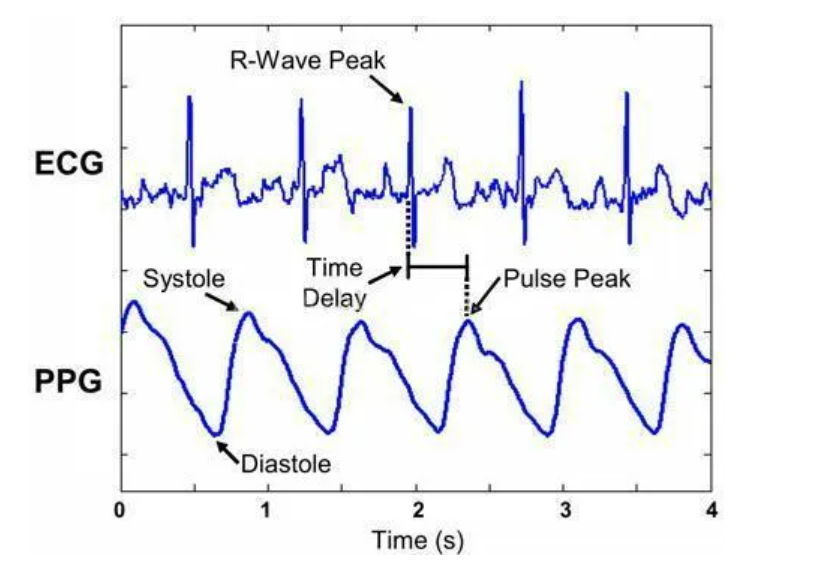 R-Wave Peak
ECG
Time
Delay
Systole
Pulse Peak
PPG
Diastole
0 1 2 3 4
Time (s)